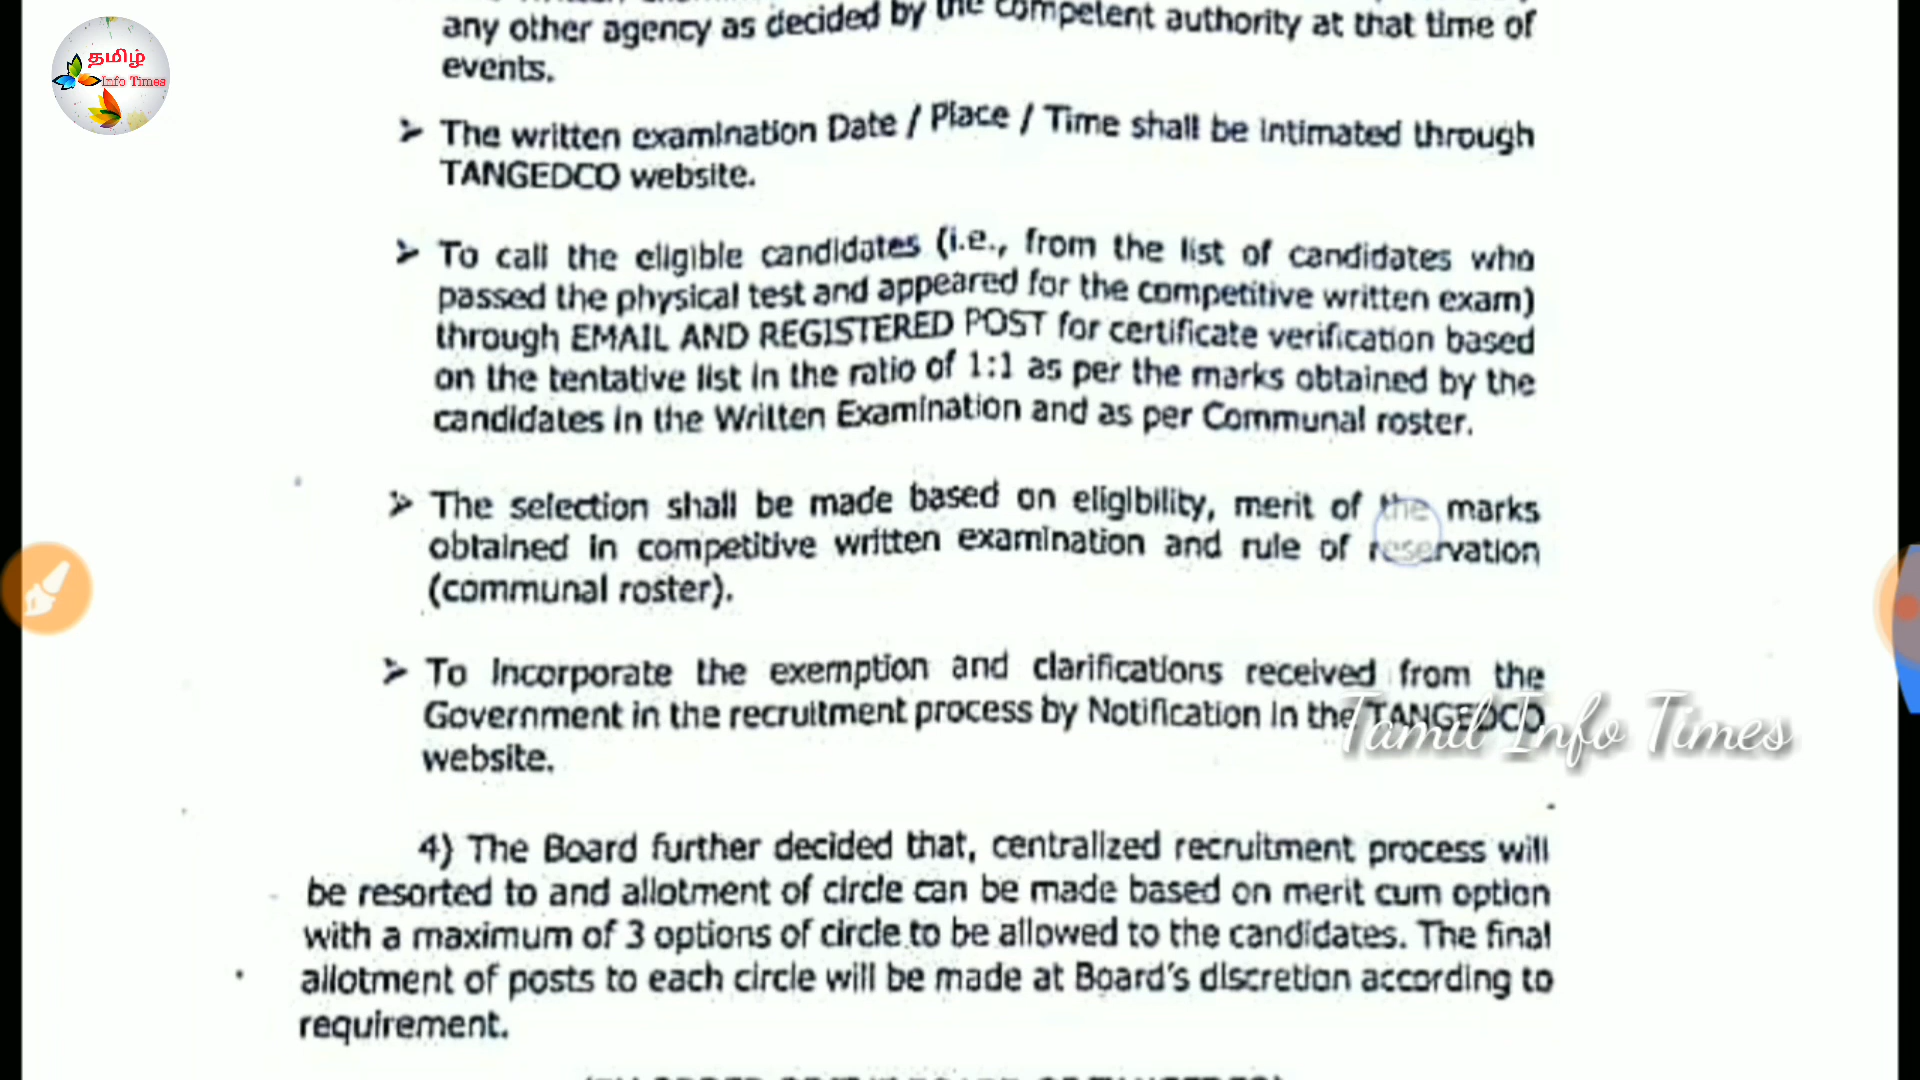 தமிழ்
Info Times
any other agency as decided by the competent authority at that time of
events.
➢ The written examination Date / Place / Time shall be intimated through
TANGEDCO website.
➢ To call the eligible candidates (i.e., from the list of candidates who
passed the physical test and appeared for the competitive written exam)
through EMAIL AND REGISTERED POST for certificate verification based
on the tentative list in the ratio of 1:1 as per the marks obtained by the
candidates in the Written Examination and as per Communal roster.
➢ The selection shall be made based on eligibility, merit of the marks
obtained in competitive written examination and rule of reservation
(communal roster).
➢ To incorporate the exemption and clarifications received from the
Government in the recruitment process by Notification in the TANGEDCO
website.
Tamil Info Times
4) The Board further decided that, centralized recruitment process will
be resorted to and allotment of circle can be made based on merit cum option
with a maximum of 3 options of circle to be allowed to the candidates. The final
allotment of posts to each circle will be made at Board's discretion according to
requirement.